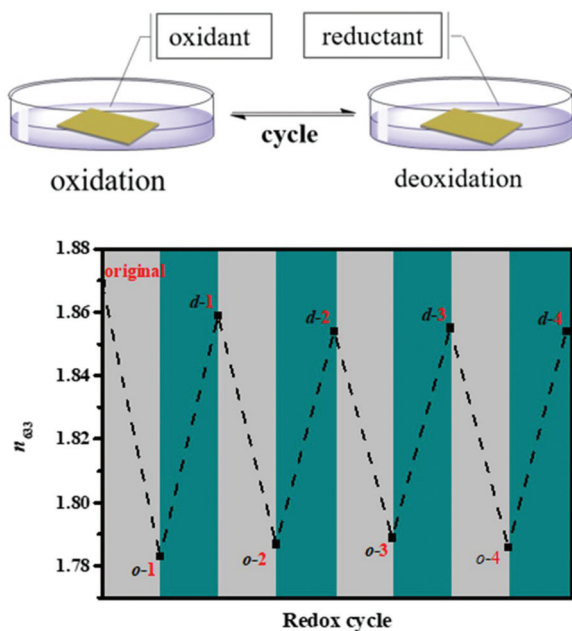 oxidant
reductant
cycle
oxidation
deoxidation
1.88
original
1.86
d-1
d-2
d-3
d-4
1.84
n633
1.82
1.80
o-1
o-2
o-3
o-4
1.78
Redox cycle